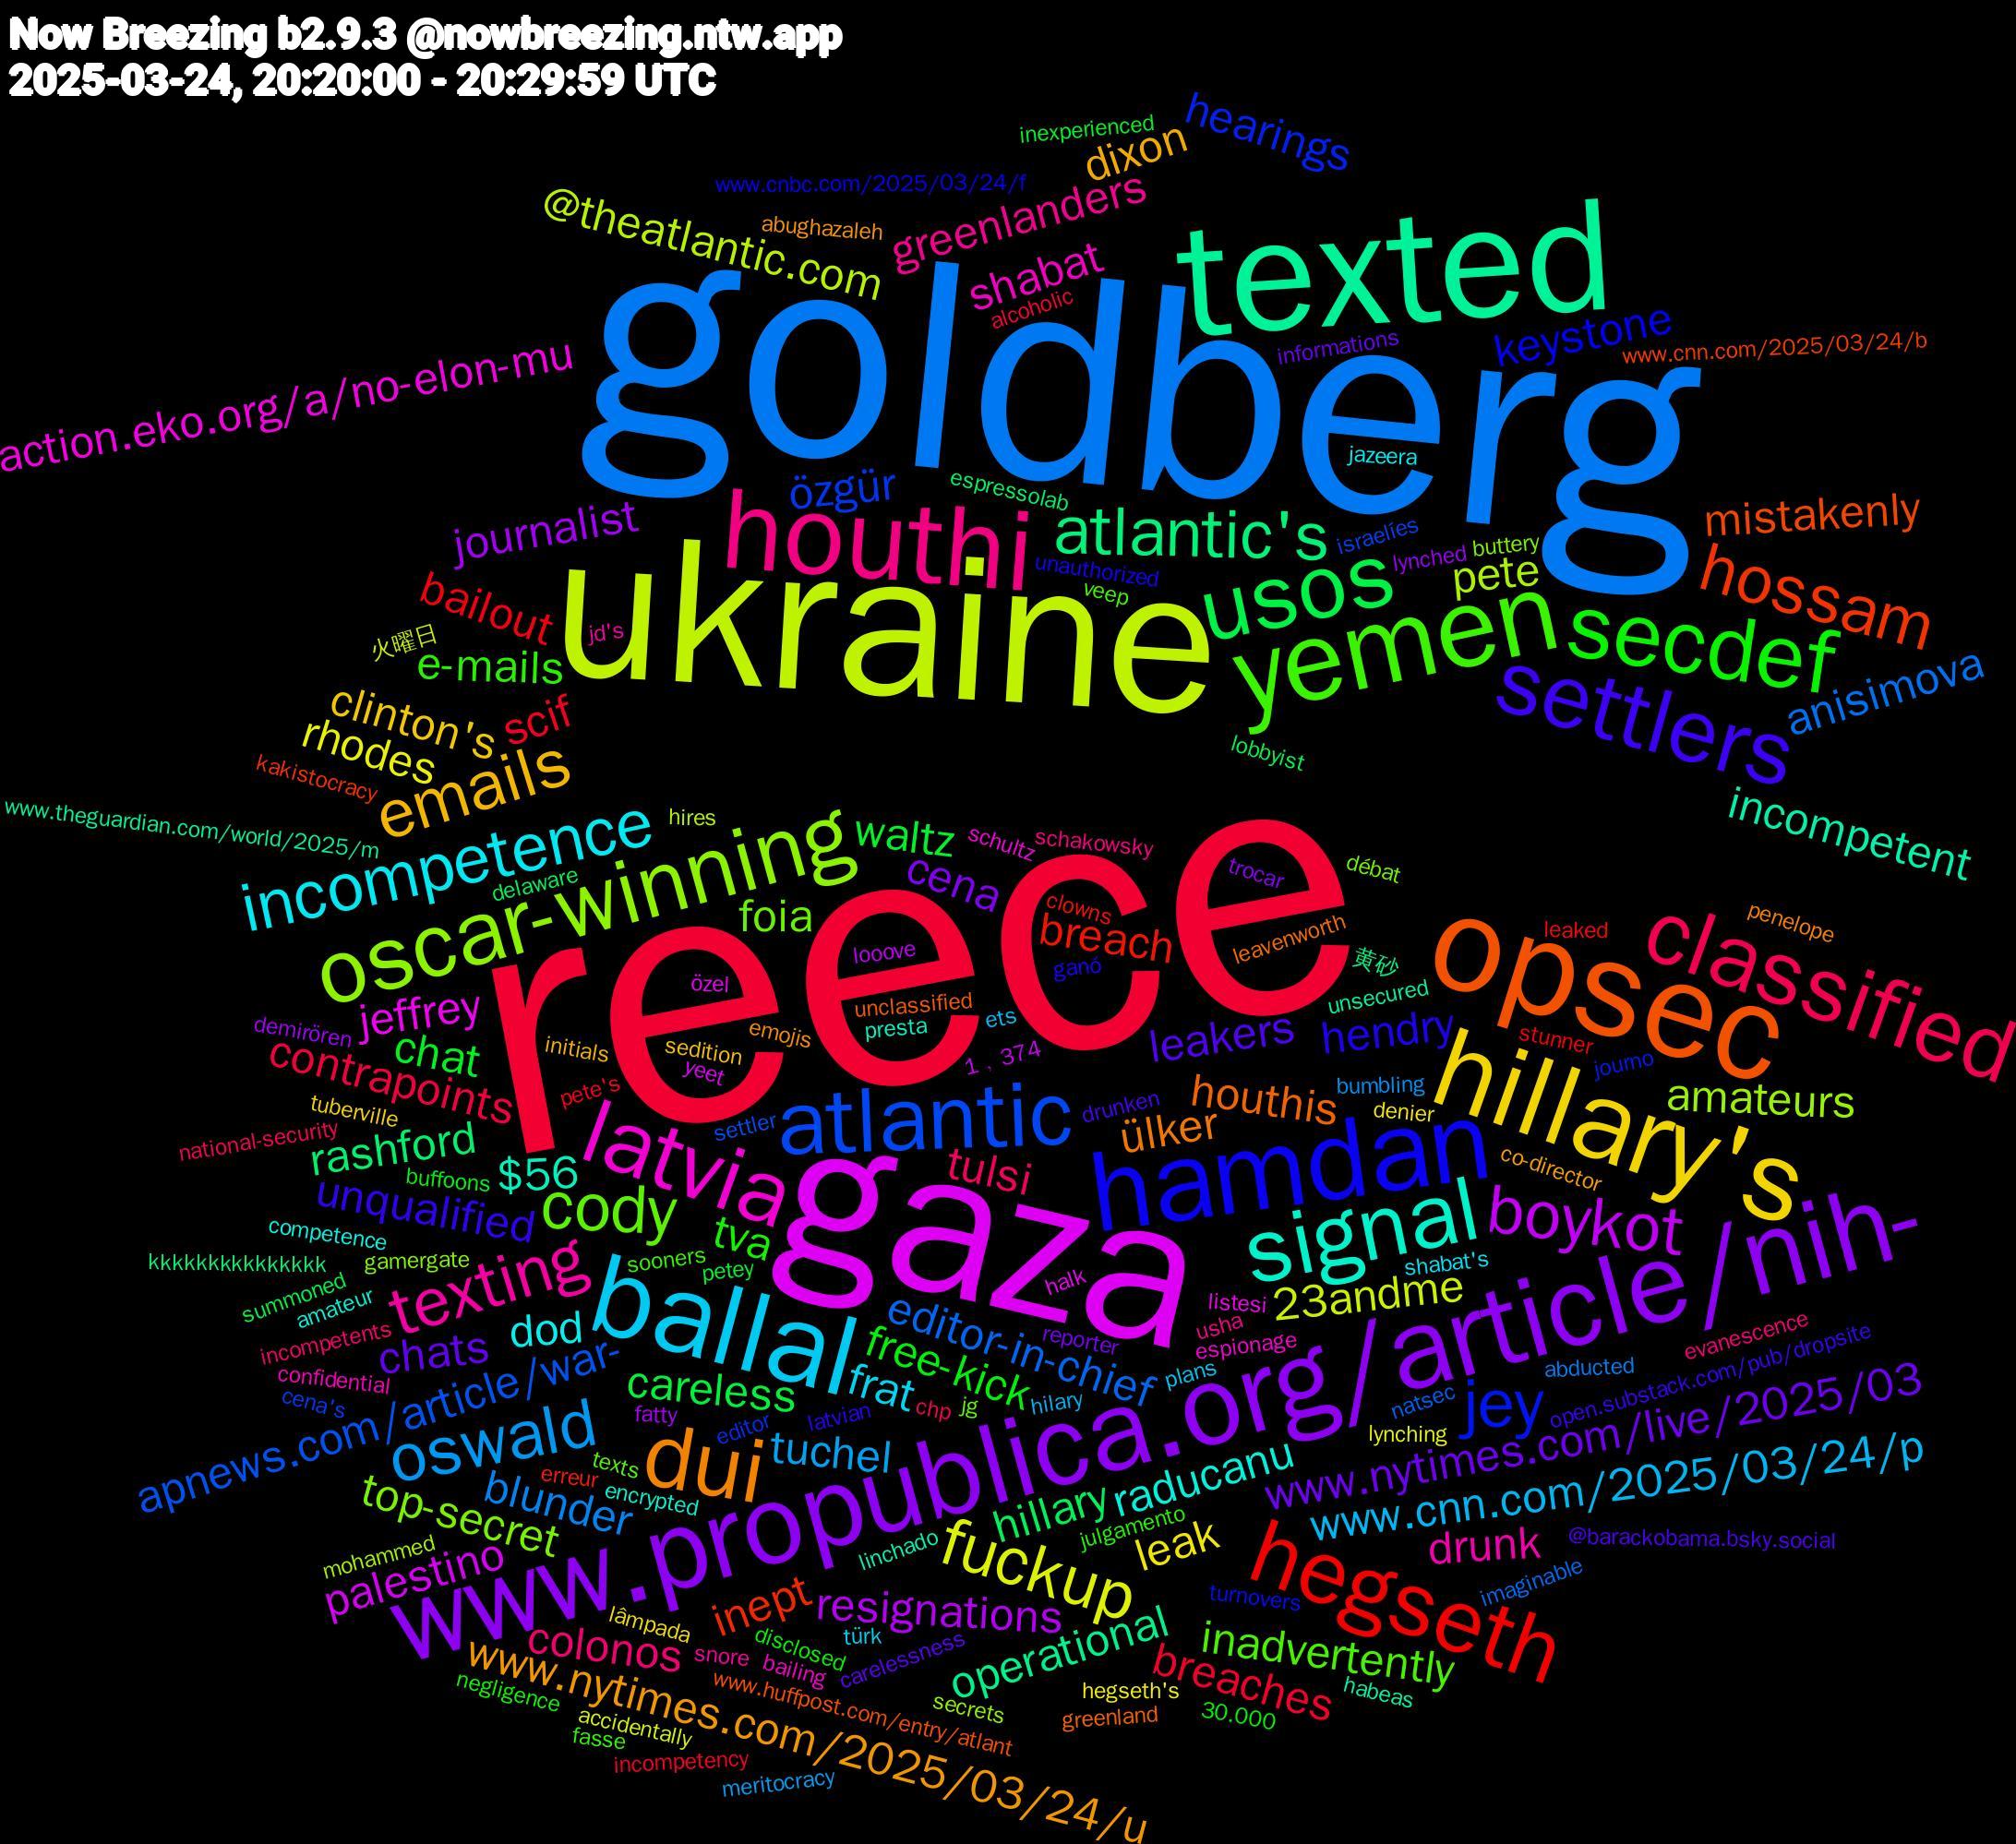 Now Breezing b2.9.3 @nowbreezing.ntw.app
2025-03-24, 20:20:00 - 20:29:59 UTC
inexperienced
hearings
dixon
www.cnbc.com/2025/03/24/f
@theatlantic.com
abughazaleh
greenlanders
shabat
alcoholic
texted
goldberg
informations
keystone
www.cnn.com/2025/03/24/b
action.eko.org/a/no-elon-mu
jazeera
özgür
espressolab
journalist
houthi
atlantic's
israelíes
mistakenly
buttery
lynched
pete
hossam
ukraine
unauthorized
veep
usos
yemen
secdef
bailout
jd's
火曜日
e-mails
clinton's
scif
rhodes
emails
kakistocracy
anisimova
settlers
lobbyist
www.theguardian.com/world/2025/m
hires
waltz
schultz
schakowsky
incompetent
incompetence
oscar-winning
reece
cena
trocar
débat
delaware
foia
clowns
breach
leaked
penelope
classified
opsec
hillary's
looove
黄砂
leavenworth
jeffrey
unclassified
ganó
unsecured
presta
özel
demirören
chat
emojis
ets
leakers
hendry
stunner
journo
contrapoints
initials
sedition
1，374
yeet
pete's
bumbling
amateurs
tuberville
drunken
denier
settler
national-security
rashford
latvia
atlantic
hamdan
ülker
houthis
co-director
buffoons
$56
tulsi
unqualified
cody
tva
gaza
signal
boykot
competence
sooners
kkkkkkkkkkkkkkk
gamergate
petey
shabat's
halk
23andme
summoned
amateur
texting
ballal
dod
frat
free-kick
listesi
usha
espionage
evanescence
incompetents
chats
reporter
editor-in-chief
plans
abducted
open.substack.com/pub/dropsite
confidential
apnews.com/article/war-
cena's
fatty
editor
latvian
hilary
chp
jg
natsec
jey
careless
oswald
tuchel
raducanu
www.nytimes.com/live/2025/03
www.propublica.org/article/nih-
www.cnn.com/2025/03/24/p
texts
erreur
blunder
encrypted
top-secret
hillary
julgamento
linchado
drunk
@barackobama.bsky.social
mohammed
fuckup
leak
hegseth
imaginable
palestino
inept
resignations
lâmpada
türk
turnovers
colonos
disclosed
carelessness
operational
inadvertently
snore
bailing
breaches
www.nytimes.com/2025/03/24/u
negligence
www.huffpost.com/entry/atlant
secrets
hegseth's
habeas
accidentally
greenland
30.000
fasse
incompetency
meritocracy